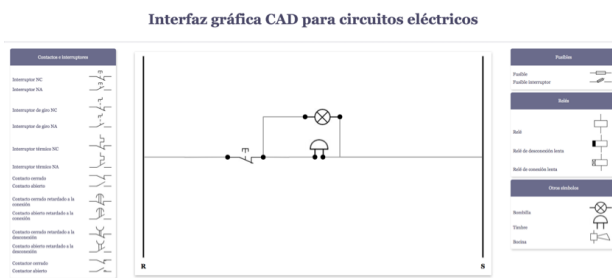 Interfaz gráfica CAD para circuitos eléctricos
Contactos e interruptores
Interruptor NC
Interruptor NA
Interruptor de giro NC
Interruptor de giro NA
Interruptor térmico NC
Interruptor térmico NA
Contacto cerrado
Contacto abierto
Contacto cerrado retardado a la
conexión
Contacto abierto retardado a la
conexión
Contacto cerrado retardado a la
desconexión
Contacto abierto retardado a la
desconexión
Contactor cerrado
Contactor abierto
R
S
Fusibles
Fusible
Fusible interruptor
Relés
Relé
Relé de desconexión lenta
Relé de conexión lenta
Otros símbolos
Bombilla
Timbre
Bocina